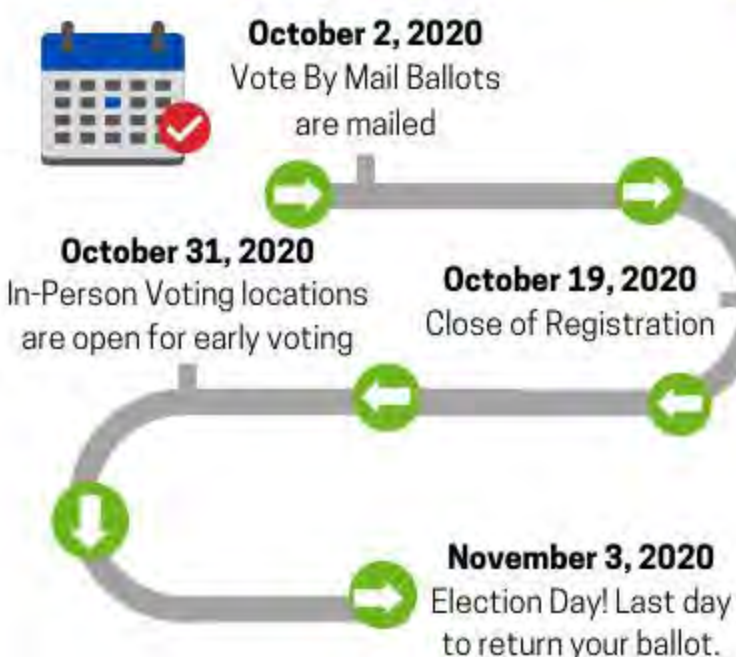 October 2, 2020
Vote By Mail Ballots
are mailed
October 19, 2020
Close of Registration
October 31, 2020
In-Person Voting locations
are open for early voting
November 3, 2020
Election Day! Last day
to return your ballot.